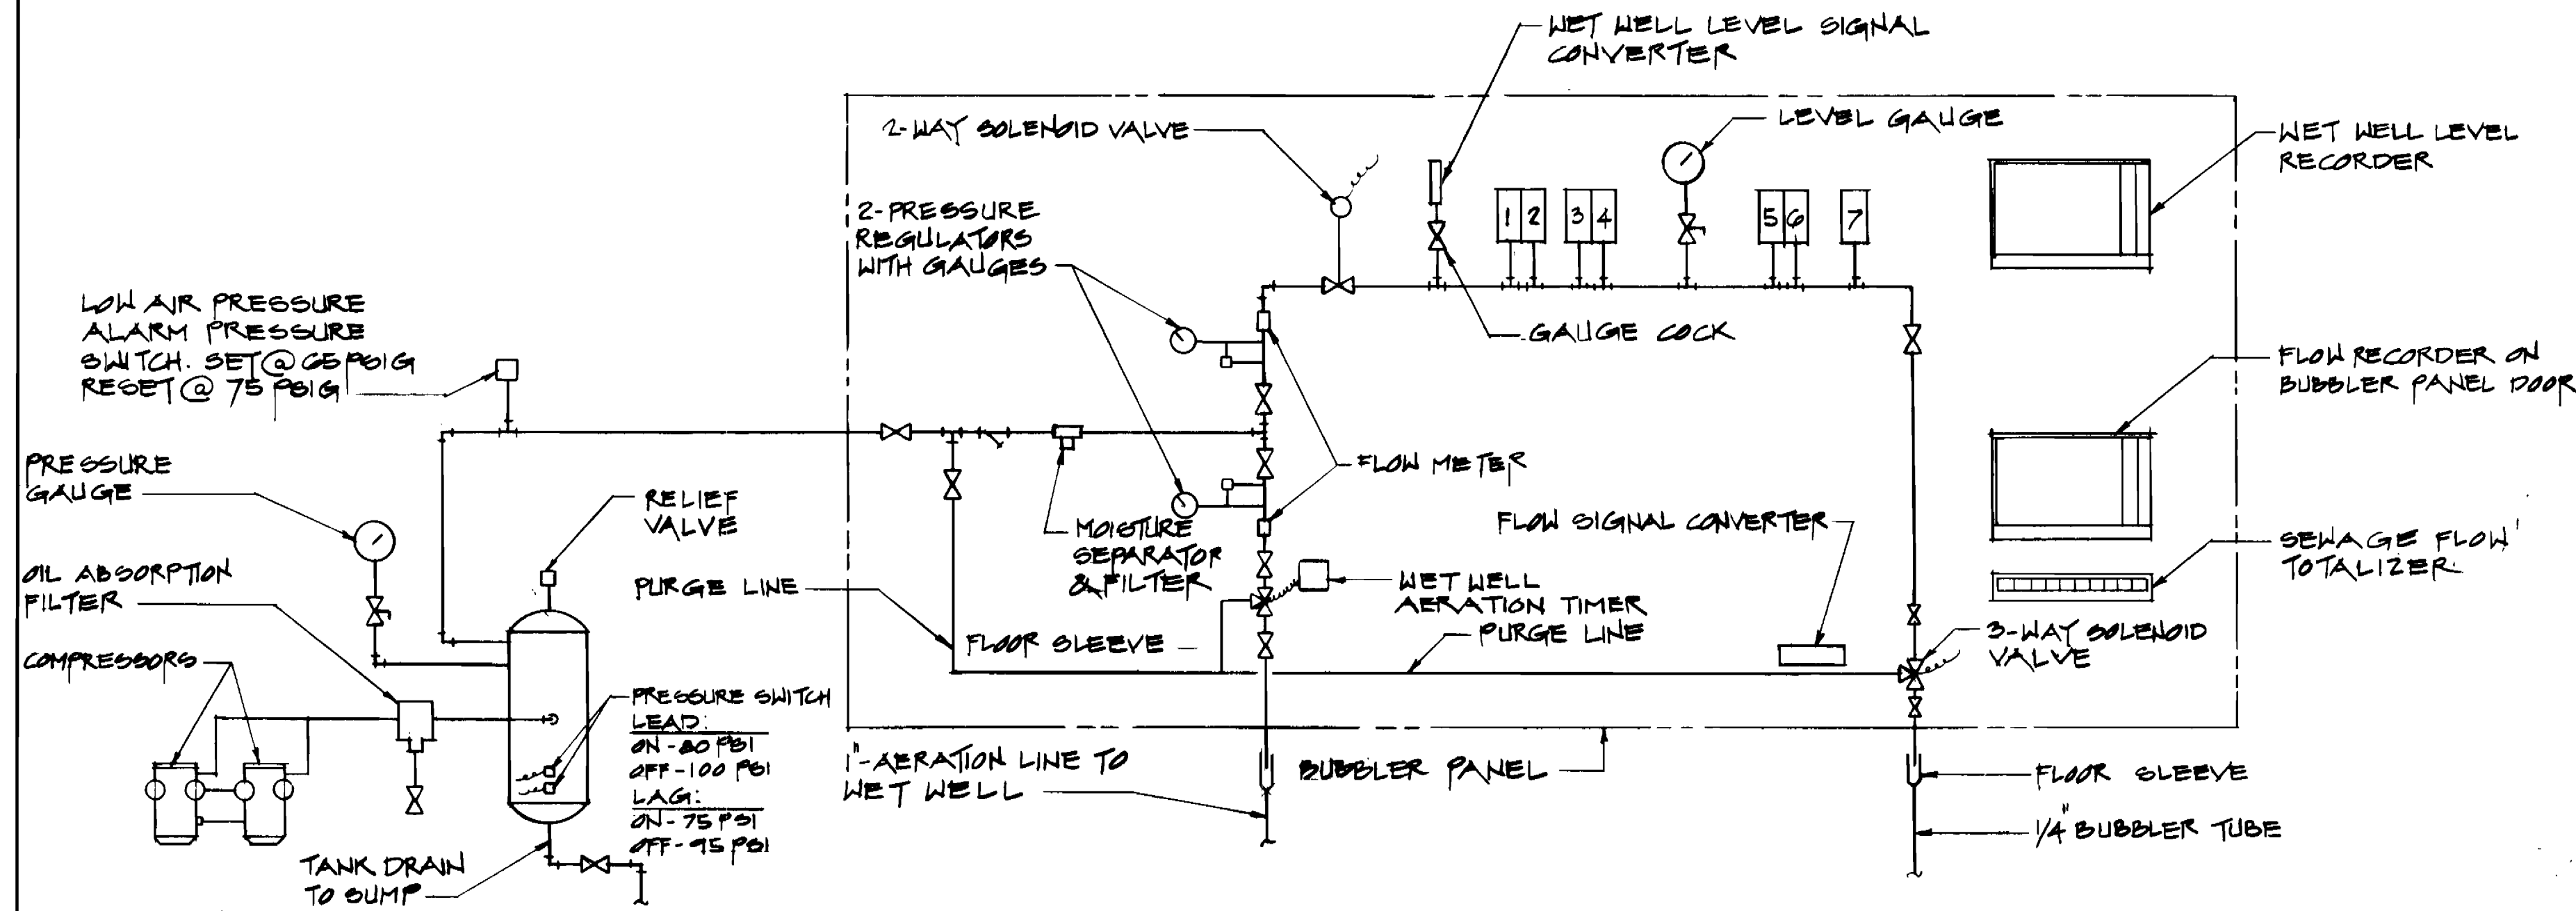 WET WELL LEVEL SIGNAL
CONVERTER
2-WAY SOLENOID VALVE
LEVEL GAUGE
WET WELL LEVEL
RECORDER
2-PRESSURE
REGULATORS
WITH GAUGES
1 2 3 4 5 6 7
LOW AIR PRESSURE
ALARM PRESSURE
SWITCH. SET @ 65 PSIG
RESET @ 75 PSIG
GAUGE COCK
FLOW RECORDER ON
BUBBLER PANEL DOOR
PRESSURE
GAUGE
RELIEF
VALVE
FLOW METER
MOISTURE
SEPARATOR
& FILTER
FLOW SIGNAL CONVERTER
SEWAGE FLOW
TOTALIZER
OIL ABSORPTION
FILTER
PURGE LINE
WET WELL
AERATION TIMER
PURGE LINE
FLOOR SLEEVE
3-WAY SOLENOID
VALVE
COMPRESSORS
PRESSURE SWITCH
LEAD:
ON-80 PSI
OFF-100 PSI
LAG:
ON-75 PSI
OFF-95 PSI
1"-AERATION LINE TO
WET WELL
BUBBLER PANEL
FLOOR SLEEVE
1/4" BUBBLER TUBE
TANK DRAIN
TO SUMP